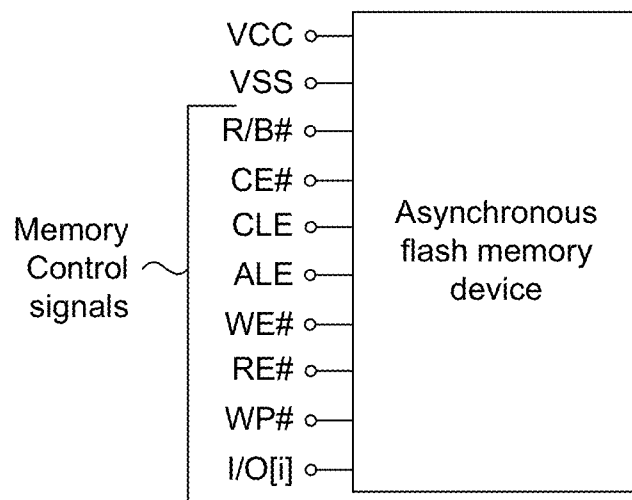 VCC
VSS
R/B#
CE#
CLE
ALE
WE#
RE#
WP#
I/O[i]
Memory
Control
signals
Asynchronous
flash memory
device